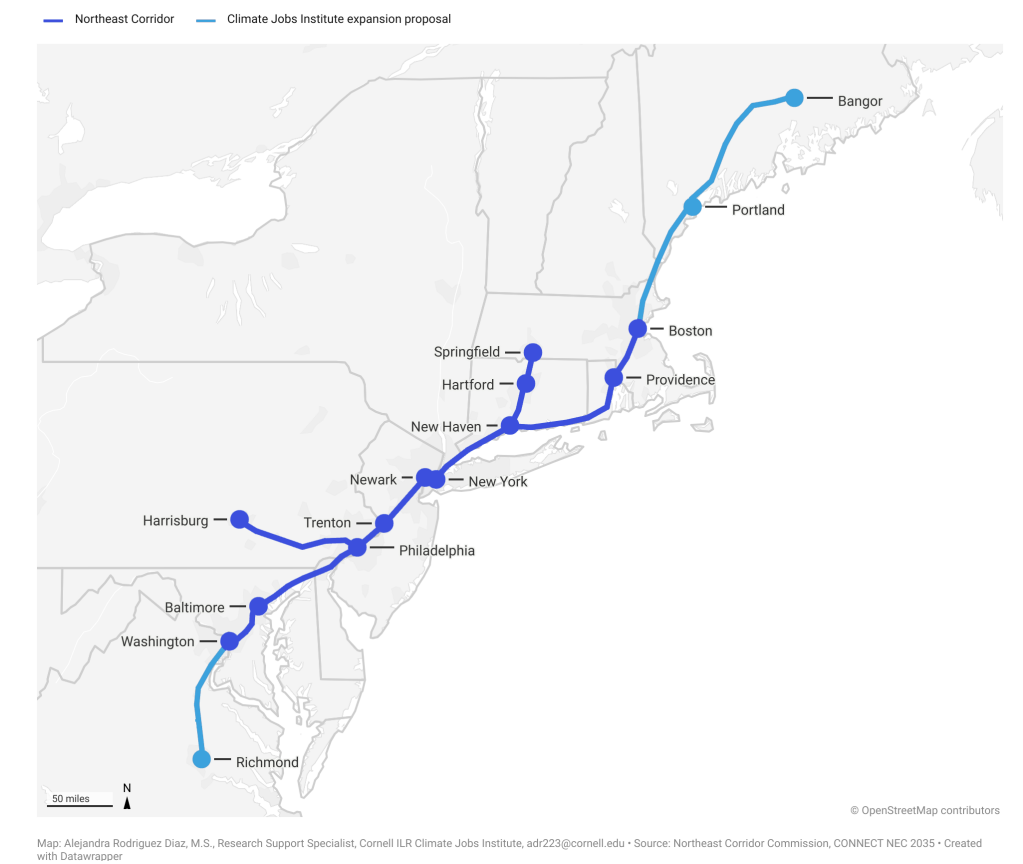 Northeast Corridor
Climate Jobs Institute expansion proposal
Bangor
Portland
Boston
Springfield
Providence
Hartford
New Haven
Newark
New York
Harrisburg
Trenton
Philadelphia
Baltimore
Washington
Richmond
50 miles
N
© OpenStreetMap contributors
Map: Alejandra Rodriguez Diaz, M.S., Research Support Specialist, Cornell ILR Climate Jobs Institute, adr223@cornell.edu • Source: Northeast Corridor Commission, CONNECT NEC 2035 • Created
with Datawrapper